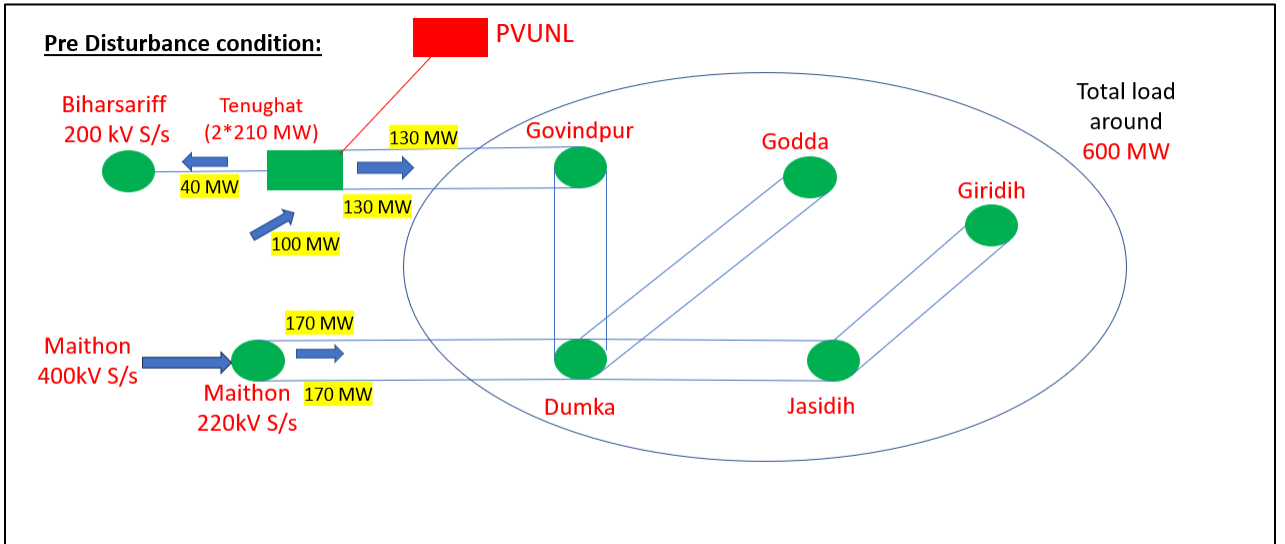 Pre Disturbance condition:
PVUNL
Biharsariff
200 kV S/s
Tenughat
(2*210 MW)
130 MW
Govindpur
Godda
Total load
around
600 MW
40 MW
130 MW
Giridih
100 MW
170 MW
Maithon
400kV S/s
Maithon
220kV S/s
170 MW
Dumka
Jasidih